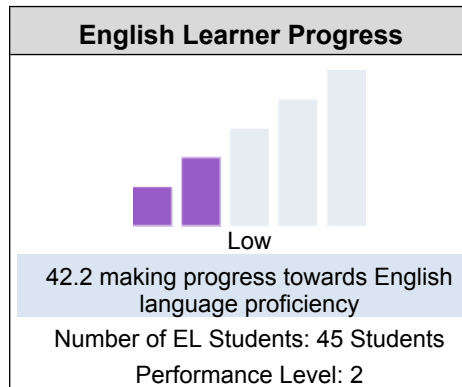 English Learner Progress
Low
42.2 making progress towards English
language proficiency
Number of EL Students: 45 Students
Performance Level: 2